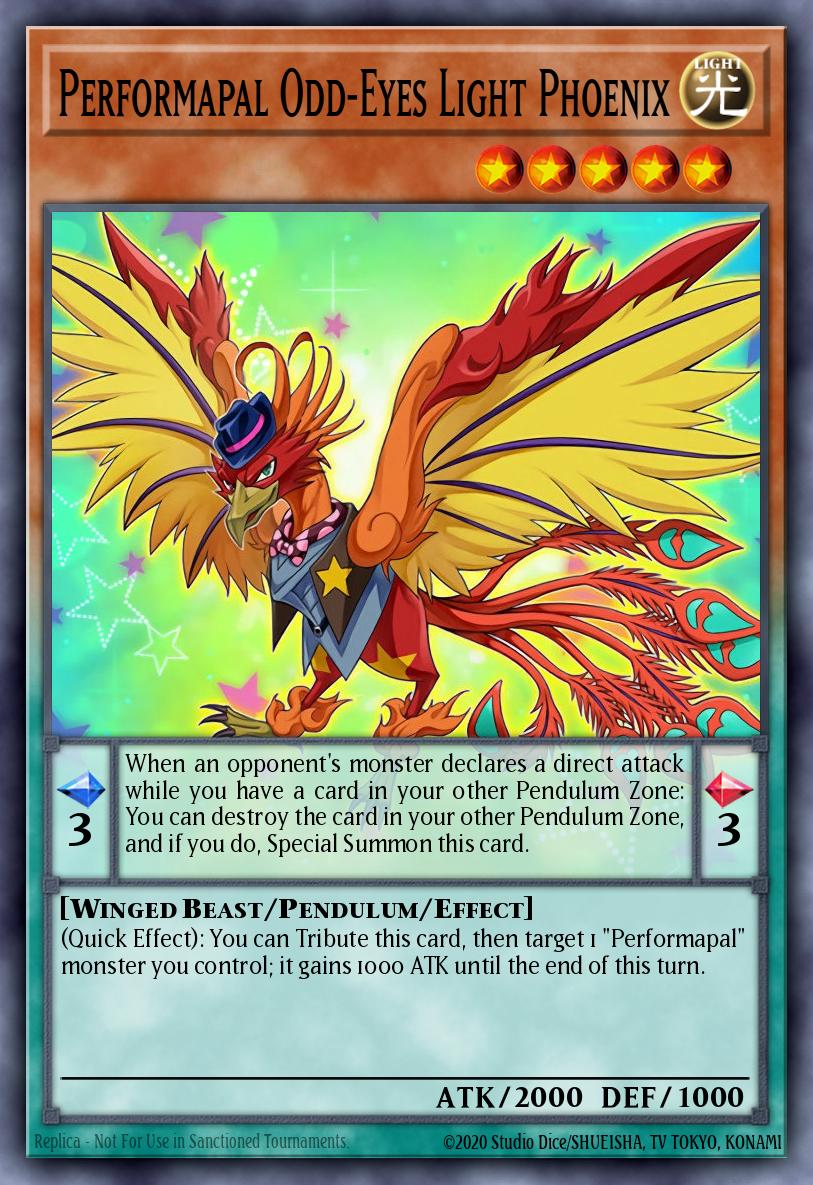 Performapal Odd-Eyes Light Phoenix
LIGHT
光
When an opponent's monster declares a direct attack
while you have a card in your other Pendulum Zone:
You can destroy the card in your other Pendulum Zone,
and if you do, Special Summon this card.
3
3
[Winged Beast/Pendulum/Effect]
(Quick Effect): You can Tribute this card, then target 1 "Performapal"
monster you control; it gains 1000 ATK until the end of this turn.
ATK/2000 DEF/1000
Replica - Not For Use in Sanctioned Tournaments.
©2020 Studio Dice/SHUEISHA, TV TOKYO, KONAMI